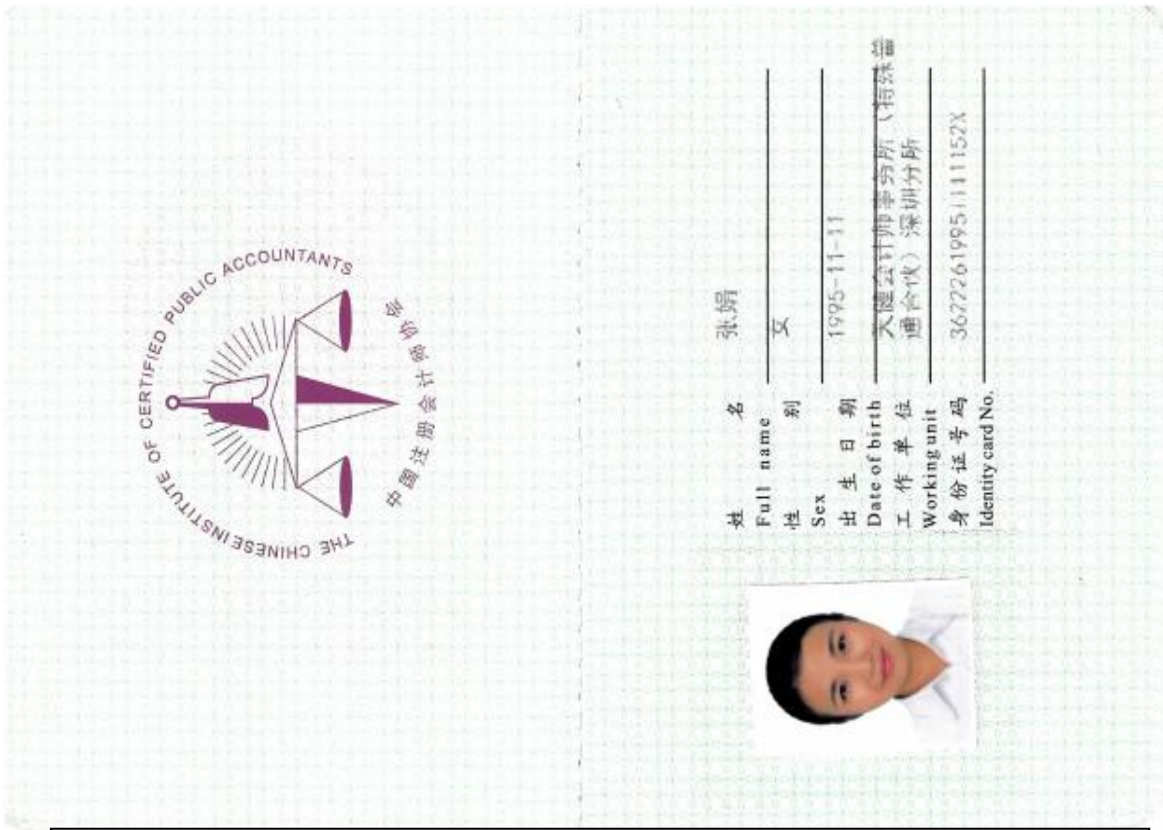 THE CHINESE INSTITUTE OF CERTIFIED PUBLIC ACCOUNTANTS
中国注册会计师协会
姓名 张娟
Full name
性别 女
Sex
出生日期 1995-11-11
Date of birth
工作单位 天健会计师事务所（特殊普
通合伙）深圳分所
Working unit
身份证号码 36222619951111152X
Identity card No.